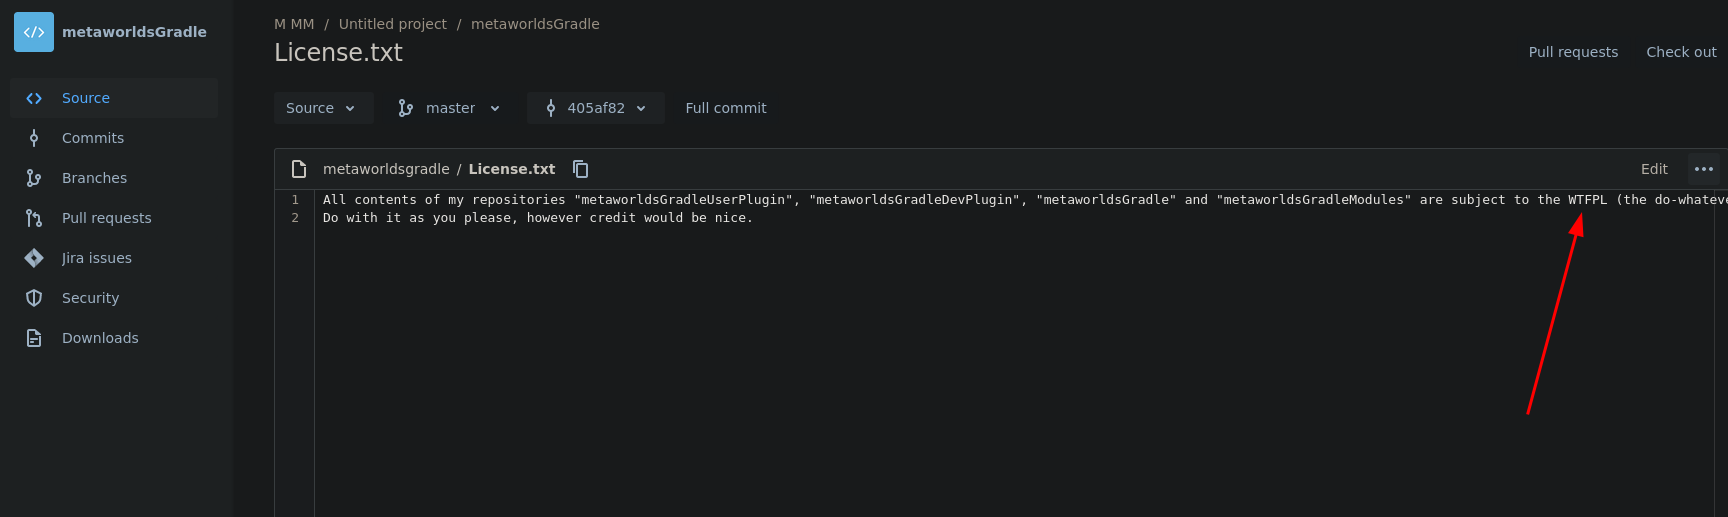 metaworldsGradle
Source
Commits
Branches
Pull requests
Jira issues
Security
Downloads
M MM / Untitled project / metaworldsGradle
License.txt
Pull requests Check out
Source master 405af82 Full commit
metaworldsgradle / License.txt Edit
1 All contents of my repositories "metaworldsGradleUserPlugin", "metaworldsGradleDevPlugin", "metaworldsGradle" and "metaworldsGradleModules" are subject to the WTFPL (the do-whateve
2 Do with it as you please, however credit would be nice.